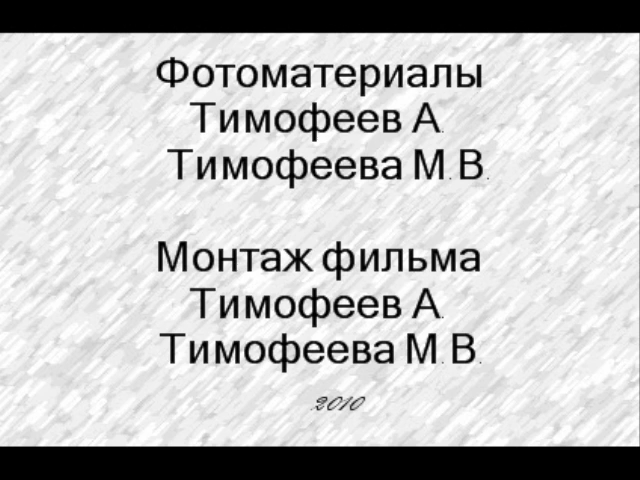 Фотоматериалы
Тимофеев А.
Тимофеева М.В.
Монтаж фильма
Тимофеев А.
Тимофеева М.В.
2010